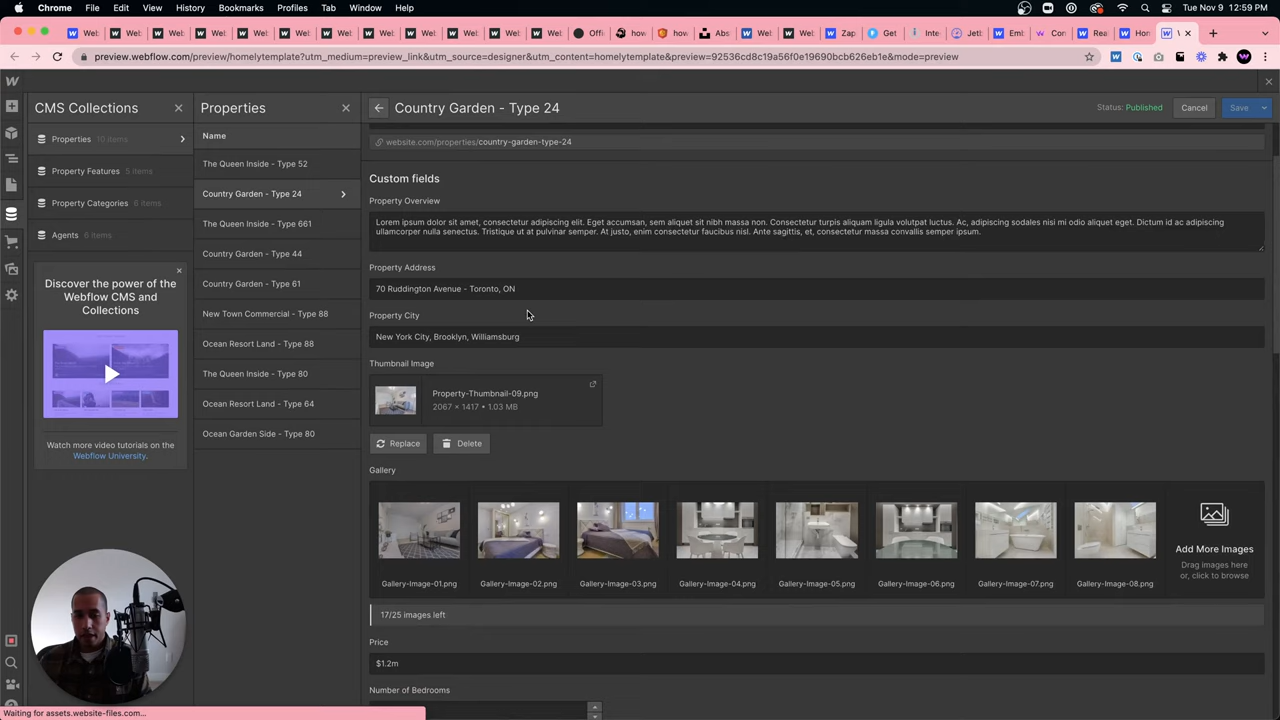 Chrome File Edit View History Bookmarks Profiles Tab Window Help
Tue Nov 9 12:59 PM
preview.webflow.com/preview/homelytemplate?utm_medium=preview_link&utm_source=designer&utm_content=homelytemplate&preview=92536cd8c19a56f0e19690bcb626eb1e&mode=preview
CMS Collections
Properties 10 items
Property Features 5 items
Property Categories 6 items
Agents 6 items
Discover the power of the
Webflow CMS and
Collections
Watch more video tutorials on the
Webflow University.
Properties
Name
The Queen Inside - Type 52
Country Garden - Type 24
The Queen Inside - Type 661
Country Garden - Type 44
Country Garden - Type 61
New Town Commercial - Type 88
Ocean Resort Land - Type 88
The Queen Inside - Type 80
Ocean Resort Land - Type 64
Ocean Garden Side - Type 80
Country Garden - Type 24
Status: Published
Cancel
Save
website.com/properties/country-garden-type-24
Custom fields
Property Overview
Lorem ipsum dolor sit amet, consectetur adipiscing elit. Eget accumsan, sem aliquet sit nibh massa non. Consectetur turpis aliquam ligula volutpat luctus. Ac, adipiscing sodales nisi mi odio aliquet eget. Dictum id ac adipiscing
ullamcorper nulla senectus. Tristique ut at pulvinar semper. At justo, enim consectetur faucibus nisl. Ante sagittis, et, consectetur massa convallis semper ipsum.
Property Address
70 Ruddington Avenue - Toronto, ON
Property City
New York City, Brooklyn, Williamsburg
Thumbnail Image
Property-Thumbnail-09.png
2067 × 1417 • 1.03 MB
Replace
Delete
Gallery
Gallery-Image-01.png
Gallery-Image-02.png
Gallery-Image-03.png
Gallery-Image-04.png
Gallery-Image-05.png
Gallery-Image-06.png
Gallery-Image-07.png
Gallery-Image-08.png
Add More Images
Drag images here
or, click to browse
17/25 images left
Price
$1.2m
Number of Bedrooms
Waiting for assets.website-files.com...